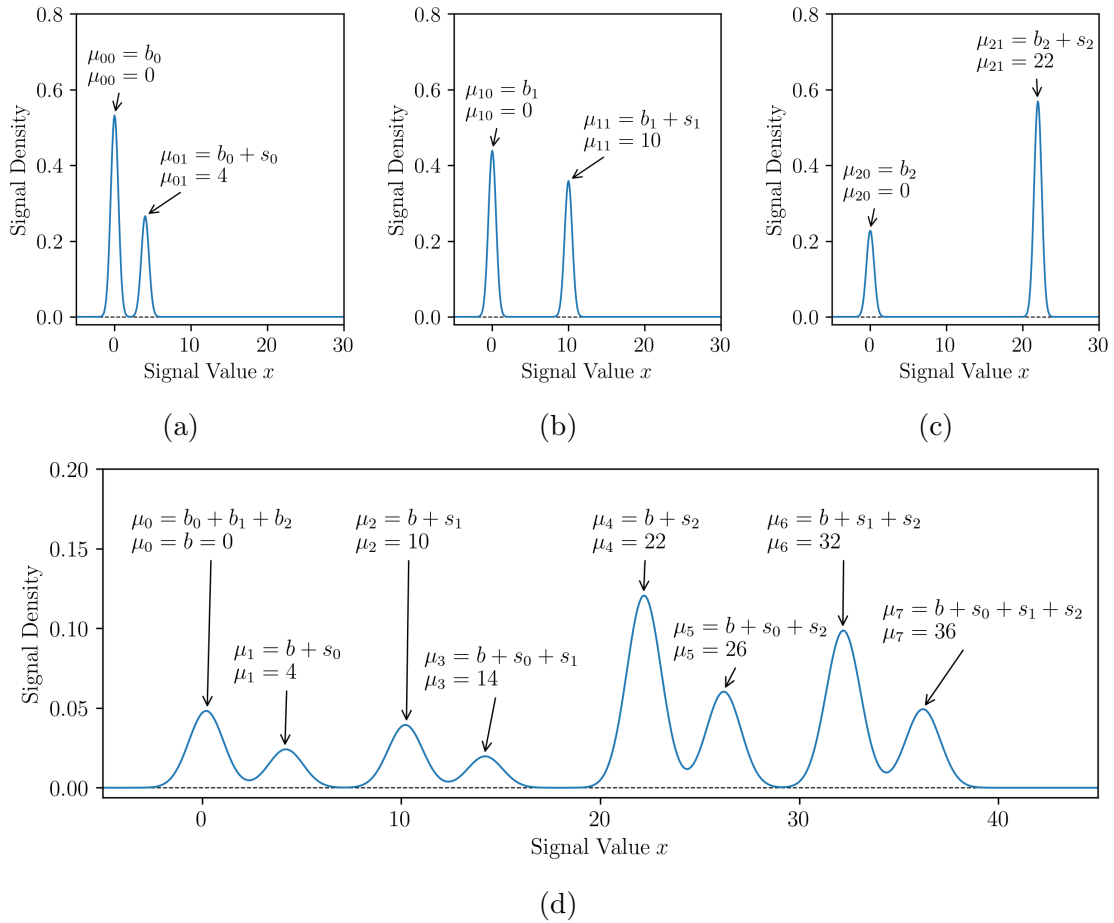 0.8
0.6
0.4
0.2
0.0
Signal Density
μ₀₀ = b₀
μ₀₀ = 0
μ₀₁ = b₀ + s₀
μ₀₁ = 4
0 10 20 30
Signal Value x
(a)
0.8
0.6
0.4
0.2
0.0
Signal Density
μ₁₀ = b₁
μ₁₀ = 0
μ₁₁ = b₁ + s₁
μ₁₁ = 10
0 10 20 30
Signal Value x
(b)
0.8
0.6
0.4
0.2
0.0
Signal Density
μ₂₁ = b₂ + s₂
μ₂₁ = 22
μ₂₀ = b₂
μ₂₀ = 0
0 10 20 30
Signal Value x
(c)
0.20
0.15
0.10
0.05
0.00
Signal Density
μ₀ = b₀ + b₁ + b₂
μ₀ = b = 0
μ₁ = b + s₀
μ₁ = 4
μ₂ = b + s₁
μ₂ = 10
μ₃ = b + s₀ + s₁
μ₃ = 14
μ₄ = b + s₂
μ₄ = 22
μ₅ = b + s₀ + s₂
μ₅ = 26
μ₆ = b + s₁ + s₂
μ₆ = 32
μ₇ = b + s₀ + s₁ + s₂
μ₇ = 36
0 10 20 30 40
Signal Value x
(d)